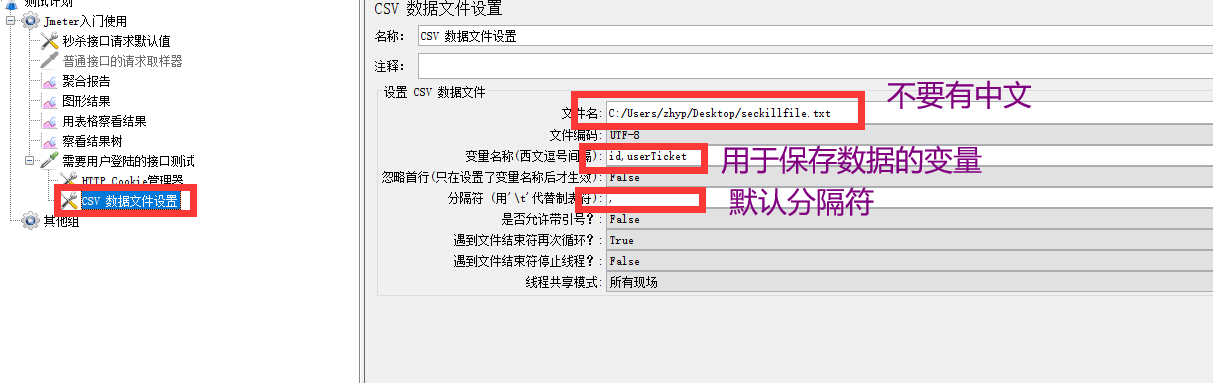 测试计划
Jmeter入门使用
秒杀接口请求默认值
普通接口的请求取样器
聚合报告
图形结果
用表格察看结果
察看结果树
需要用户登陆的接口测试
HTTP Cookie管理器
CSV 数据文件设置
其他组
CSV 数据文件设置
名称: CSV 数据文件设置
注释:
设置 CSV 数据文件
文件名: C:/Users/zhyp/Desktop/seckillfile.txt
不要有中文
文件编码: UTF-8
变量名称(西文逗号间隔): id,userTicket
用于保存数据的变量
忽略首行(只在设置了变量名称后才生效): False
分隔符 (用'\t'代替制表符): ,
默认分隔符
是否允许带引号?: False
遇到文件结束符再次循环?: True
遇到文件结束符停止线程?: False
线程共享模式: 所有现场